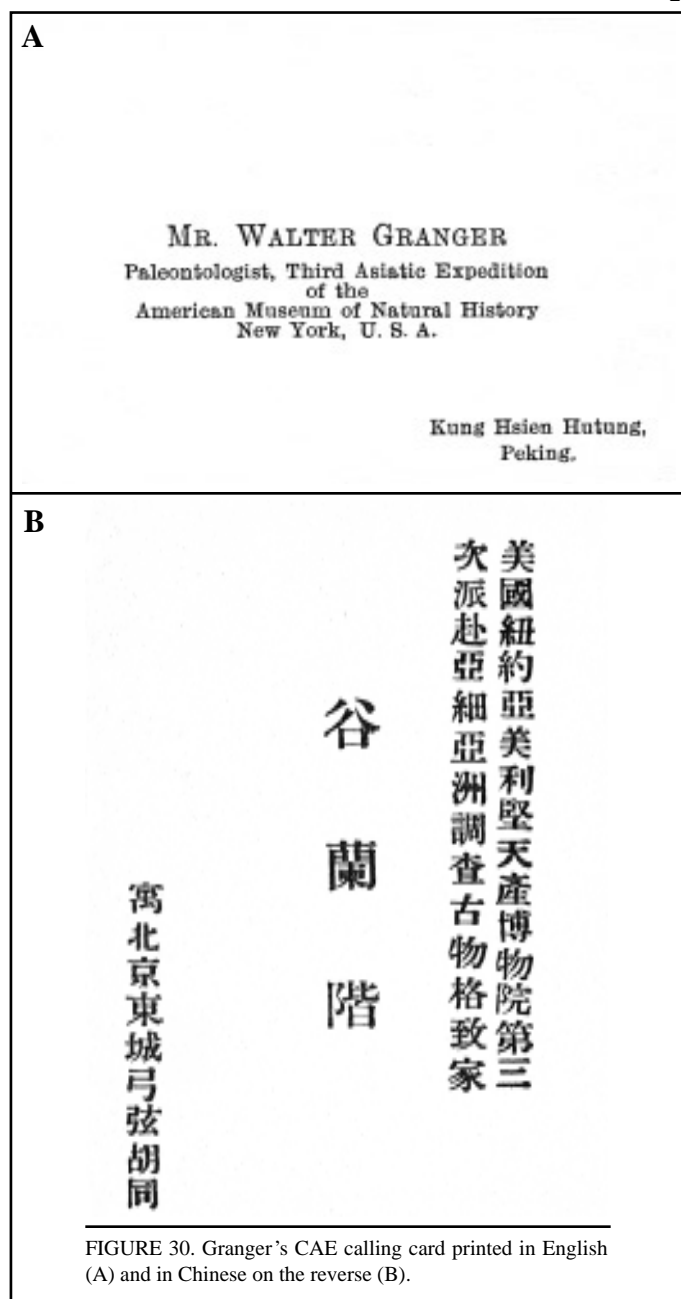 A
MR. WALTER GRANGER
Paleontologist, Third Asiatic Expedition
of the
American Museum of Natural History
New York, U. S. A.
Kung Hsien Hutung,
Peking.
B
美國紐約亞美利堅天產博物院第三
次派赴亞細亞洲調查古物格致家
谷蘭階
寓北京東城弓弦胡同
FIGURE 30. Granger's CAE calling card printed in English
(A) and in Chinese on the reverse (B).